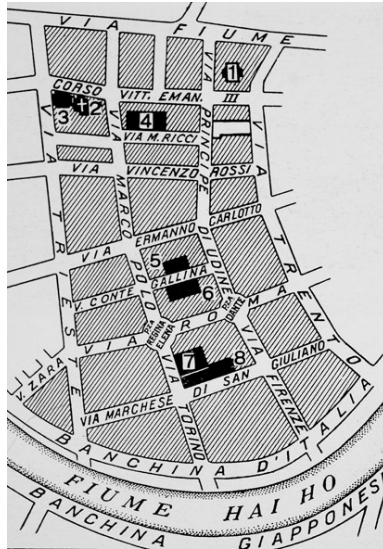 VIA FIUME
1
VIA
CORSO VITT. EMAN. III
2
3
4
VIA M. RICCI
VIA PRINCIPE DI UDINE
VIA VINCENZO ROSSI
VIA TRIESTE
VIA MARCO POLO
VIA TRENTO
VIA ERMANNO CARLOTTO
5
V. CONTE GALLINA
6
VIA ROMA
P.ZA REGINA ELENA
P.ZA DANTE
7
8
V. ZARA
VIA MARCHESE DI SAN GIULIANO
VIA TORINO
VIA FIRENZE
BANCHINA D'ITALIA
FIUME HAI HO
BANCHINA GIAPPONESE